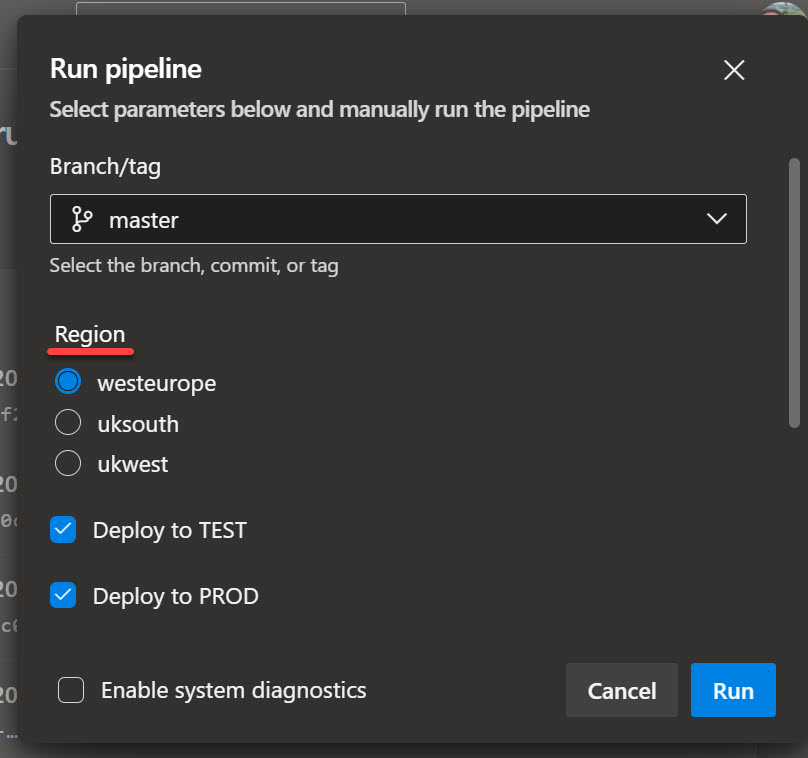 Run pipeline
Select parameters below and manually run the pipeline
Branch/tag
master
Select the branch, commit, or tag
Region
westeurope
uksouth
ukwest
Deploy to TEST
Deploy to PROD
Enable system diagnostics
Cancel
Run